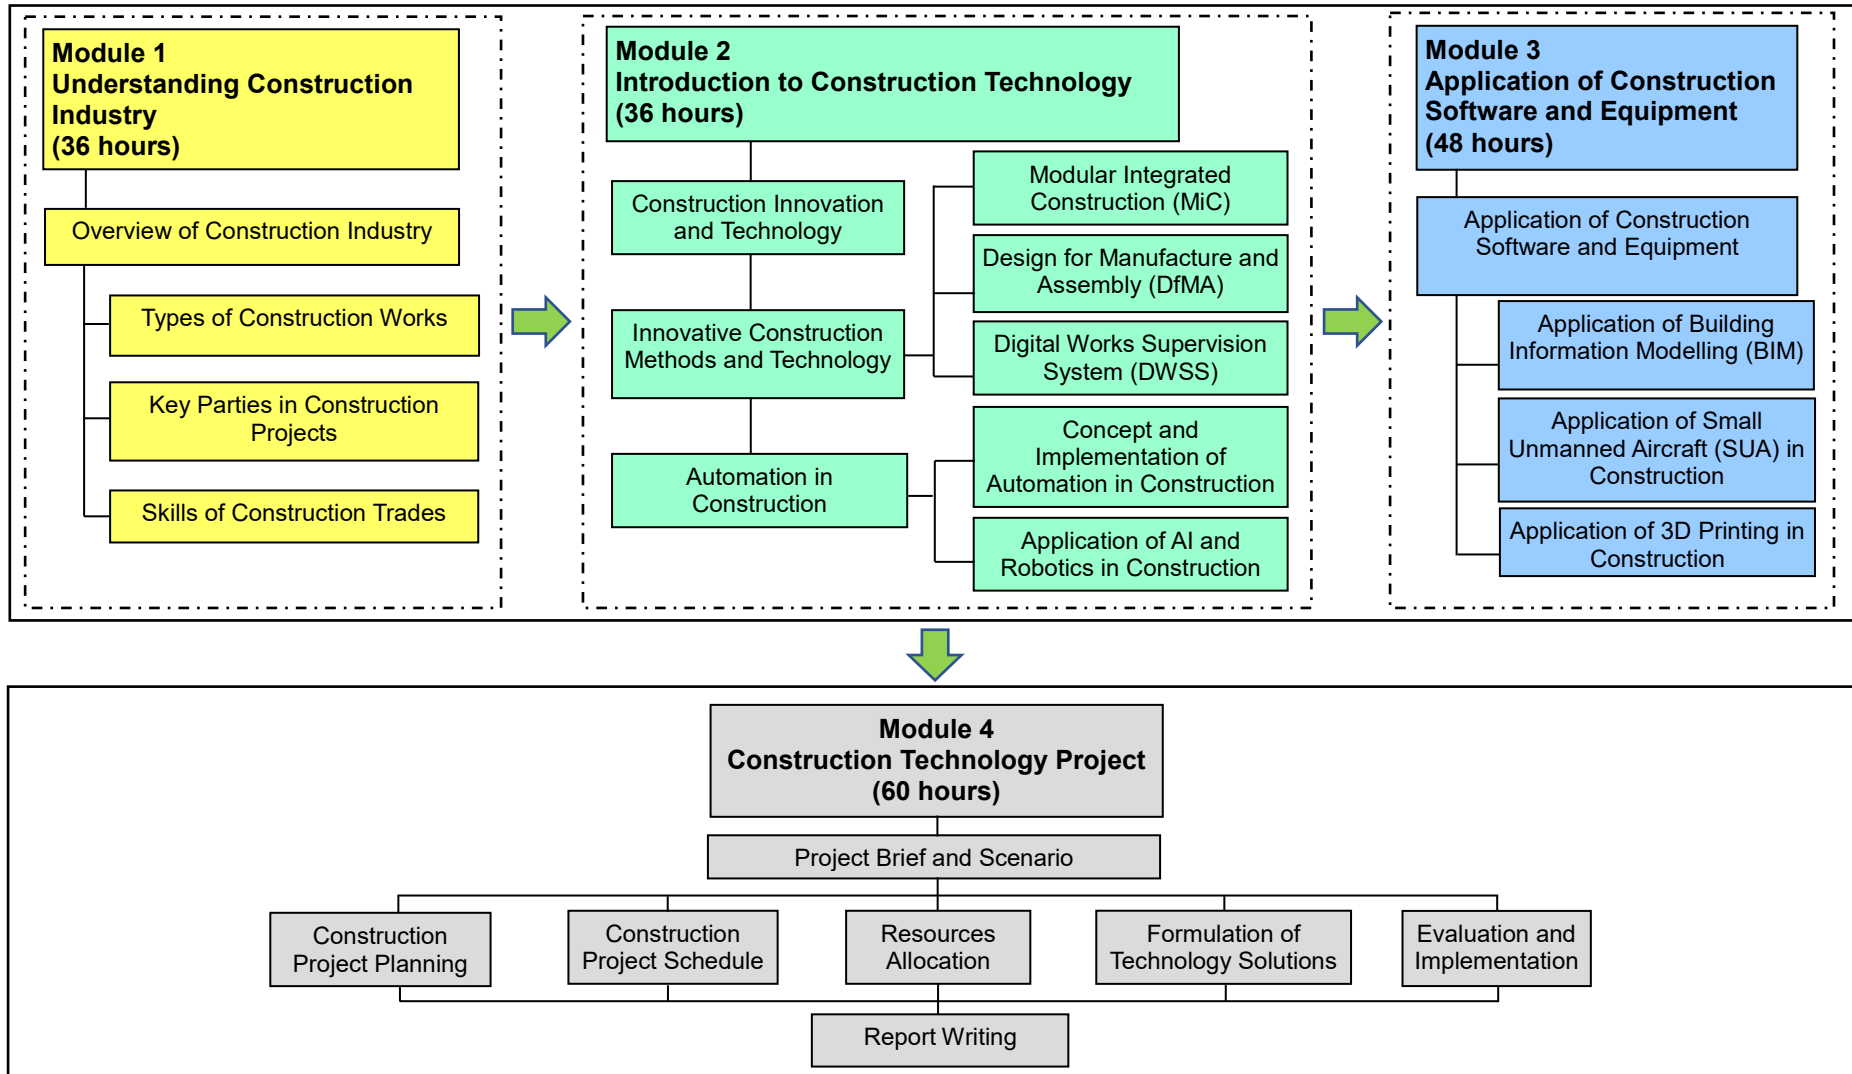 Module 1
Understanding Construction
Industry
(36 hours)
Overview of Construction Industry
Types of Construction Works
Key Parties in Construction
Projects
Skills of Construction Trades
Module 2
Introduction to Construction Technology
(36 hours)
Construction Innovation
and Technology
Innovative Construction
Methods and Technology
Automation in
Construction
Modular Integrated
Construction (MiC)
Design for Manufacture and
Assembly (DfMA)
Digital Works Supervision
System (DWSS)
Concept and
Implementation of
Automation in Construction
Application of AI and
Robotics in Construction
Module 3
Application of Construction
Software and Equipment
(48 hours)
Application of Construction
Software and Equipment
Application of Building
Information Modelling (BIM)
Application of Small
Unmanned Aircraft (SUA) in
Construction
Application of 3D Printing in
Construction
Module 4
Construction Technology Project
(60 hours)
Project Brief and Scenario
Construction
Project Planning
Construction
Project Schedule
Resources
Allocation
Formulation of
Technology Solutions
Evaluation and
Implementation
Report Writing